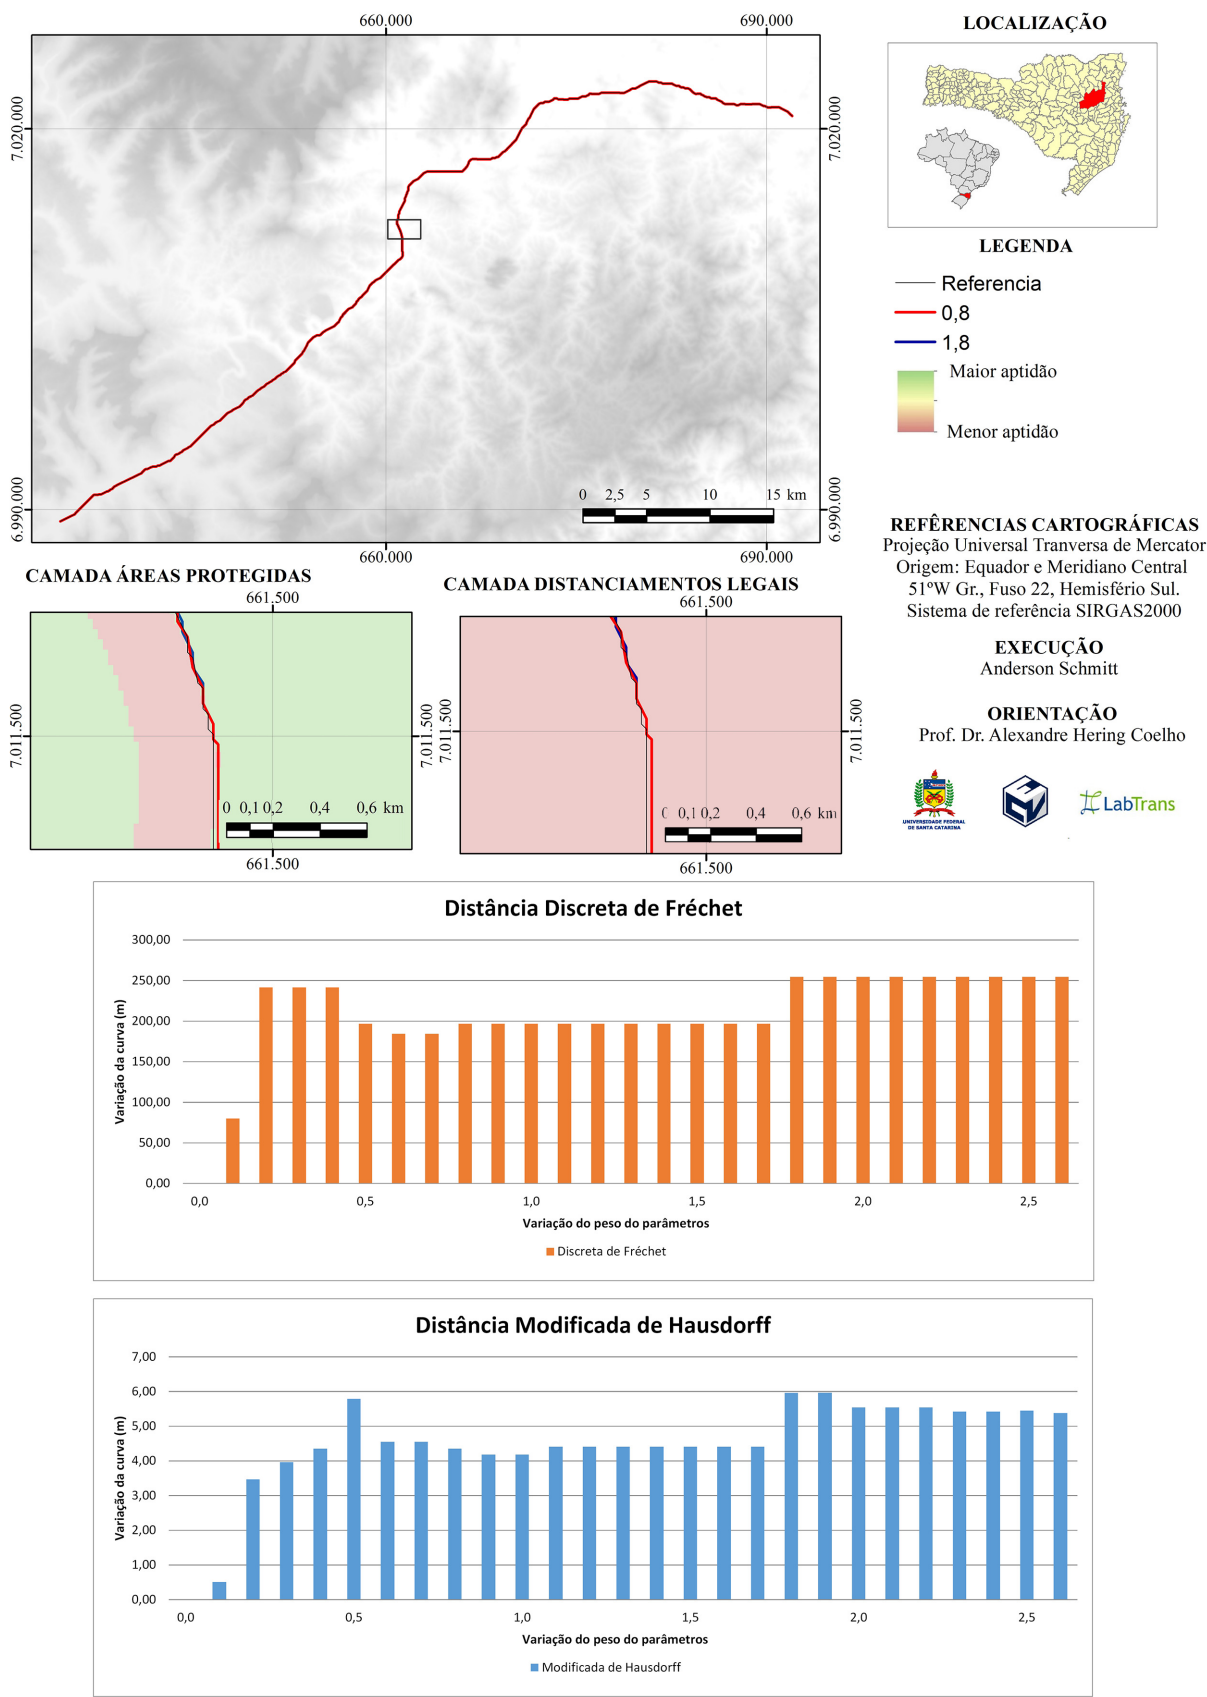 660.000
690.000
7.020.000
7.020.000
6.990.000
6.990.000
0 2,5 5 10 15 km
660.000
690.000
LOCALIZAÇÃO
LEGENDA
Referencia
0,8
1,8
Maior aptidão
Menor aptidão
REFÊRENCIAS CARTOGRÁFICAS
Projeção Universal Tranversa de Mercator
Origem: Equador e Meridiano Central
51ºW Gr., Fuso 22, Hemisfério Sul.
Sistema de referência SIRGAS2000
EXECUÇÃO
Anderson Schmitt
ORIENTAÇÃO
Prof. Dr. Alexandre Hering Coelho
UNIVERSIDADE FEDERAL
DE SANTA CATARINA
LabTrans
CAMADA ÁREAS PROTEGIDAS
661.500
7.011.500
7.011.500
0 0,1 0,2 0,4 0,6 km
661.500
CAMADA DISTANCIAMENTOS LEGAIS
661.500
7.011.500
7.011.500
0 0,1 0,2 0,4 0,6 km
661.500
Distância Discreta de Fréchet
Variação da curva (m)
300,00
250,00
200,00
150,00
100,00
50,00
0,00
0,0 0,5 1,0 1,5 2,0 2,5
Variação do peso do parâmetros
Discreta de Fréchet
Distância Modificada de Hausdorff
Variação da curva (m)
7,00
6,00
5,00
4,00
3,00
2,00
1,00
0,00
0,0 0,5 1,0 1,5 2,0 2,5
Variação do peso do parâmetros
Modificada de Hausdorff